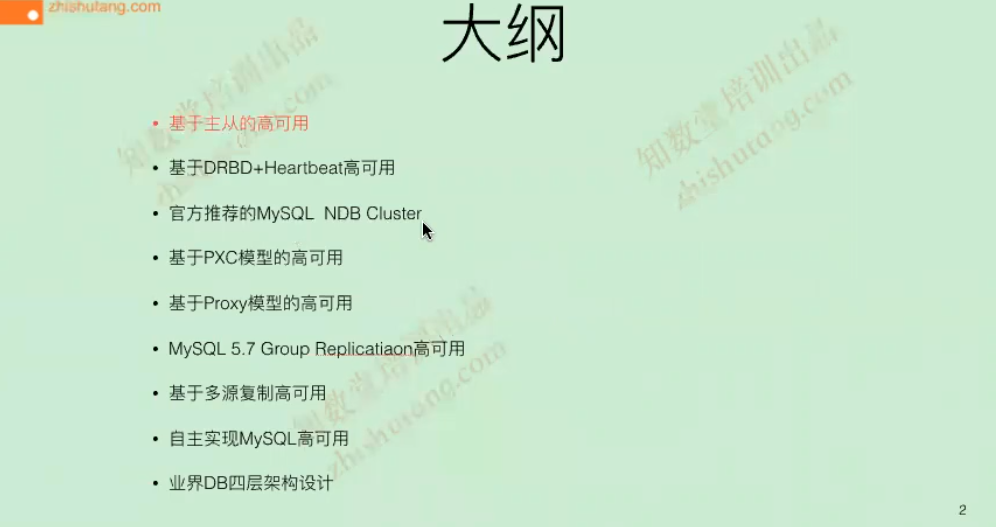 zhishutang.com
大纲
• 基于主从的高可用
• 基于DRBD+Heartbeat高可用
• 官方推荐的MySQL NDB Cluster
• 基于PXC模型的高可用
• 基于Proxy模型的高可用
• MySQL 5.7 Group Replicatiaon高可用
• 基于多源复制高可用
• 自主实现MySQL高可用
• 业界DB四层架构设计
知数堂培训出品
zhishutang.com
知数堂培训出品
zhishutang.com
知数堂培训出品
zhishutang.com
2